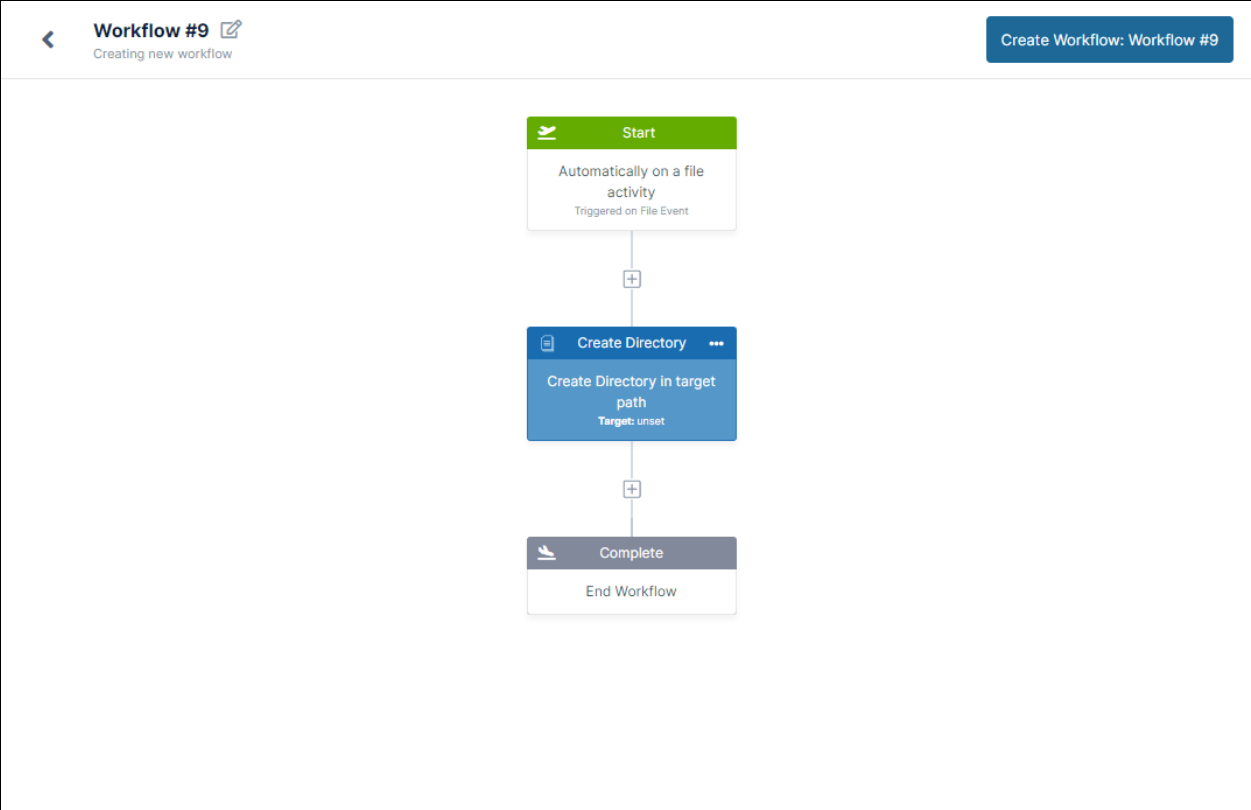 Workflow #9
Creating new workflow
Create Workflow: Workflow #9
Start
Automatically on a file
activity
Triggered on File Event
Create Directory
Create Directory in target
path
Target: unset
Complete
End Workflow